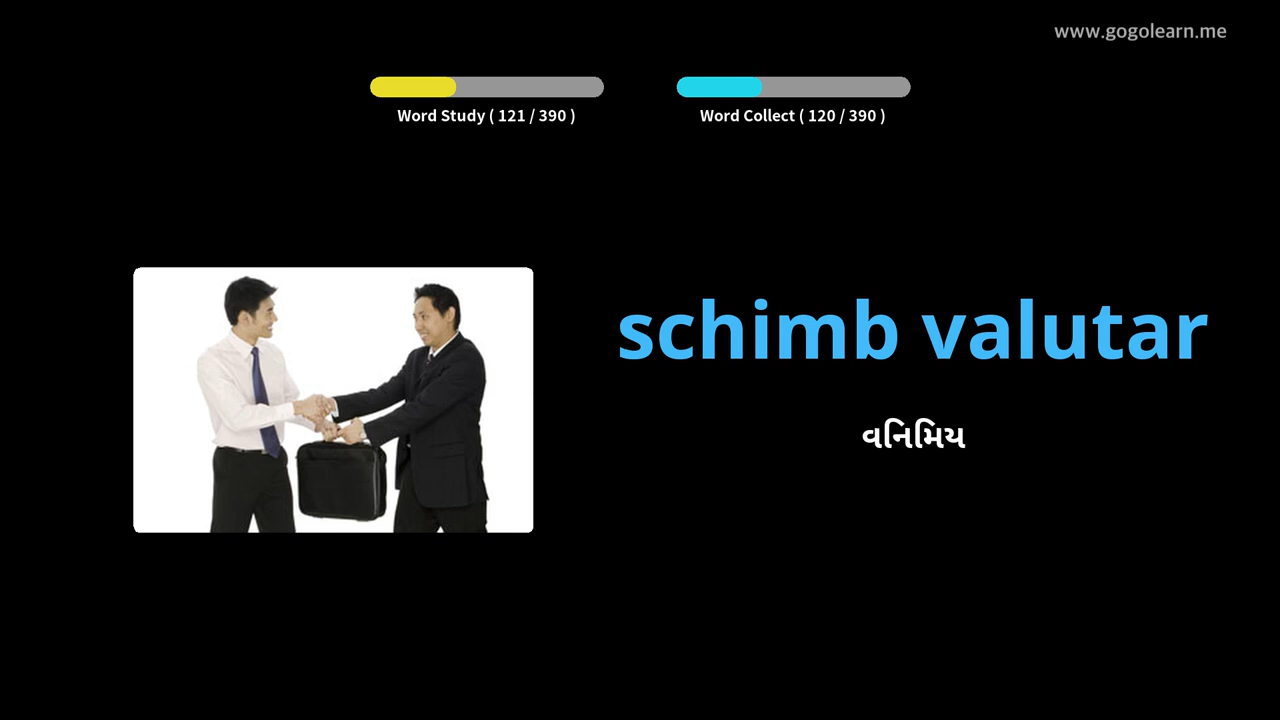 www.gogolearn.me
Word Study ( 121 / 390 )
Word Collect ( 120 / 390 )
schimb valutar
વનિમિય